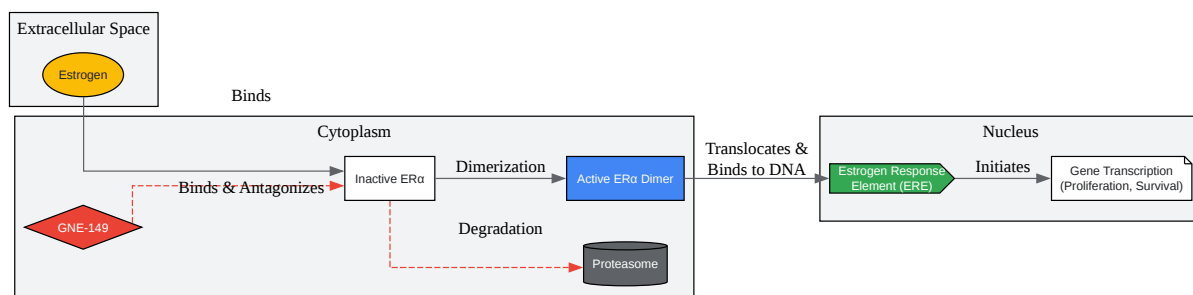 Extracellular Space
Estrogen
Binds
Cytoplasm
Nucleus
Inactive ERα
Dimerization
Active ERα Dimer
Translocates &
Binds to DNA
Estrogen Response
Element (ERE)
Initiates
Gene Transcription
(Proliferation, Survival)
Binds & Antagonizes
GNE-149
Degradation
Proteasome